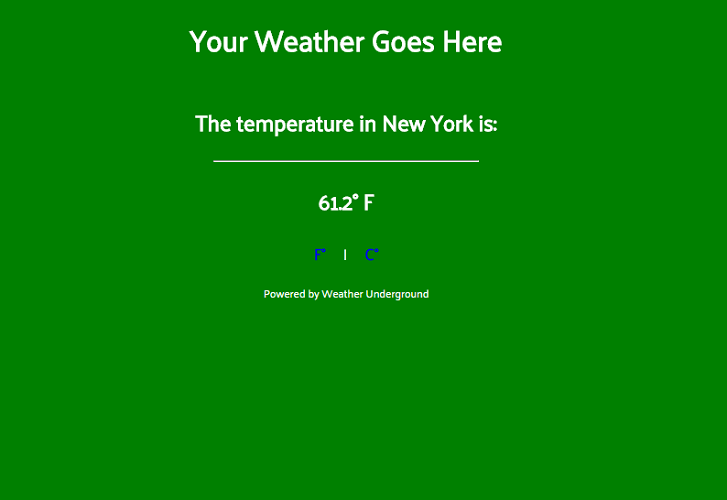 Your Weather Goes Here
The temperature in New York is:
61.2° F
F° | C°
Powered by Weather Underground